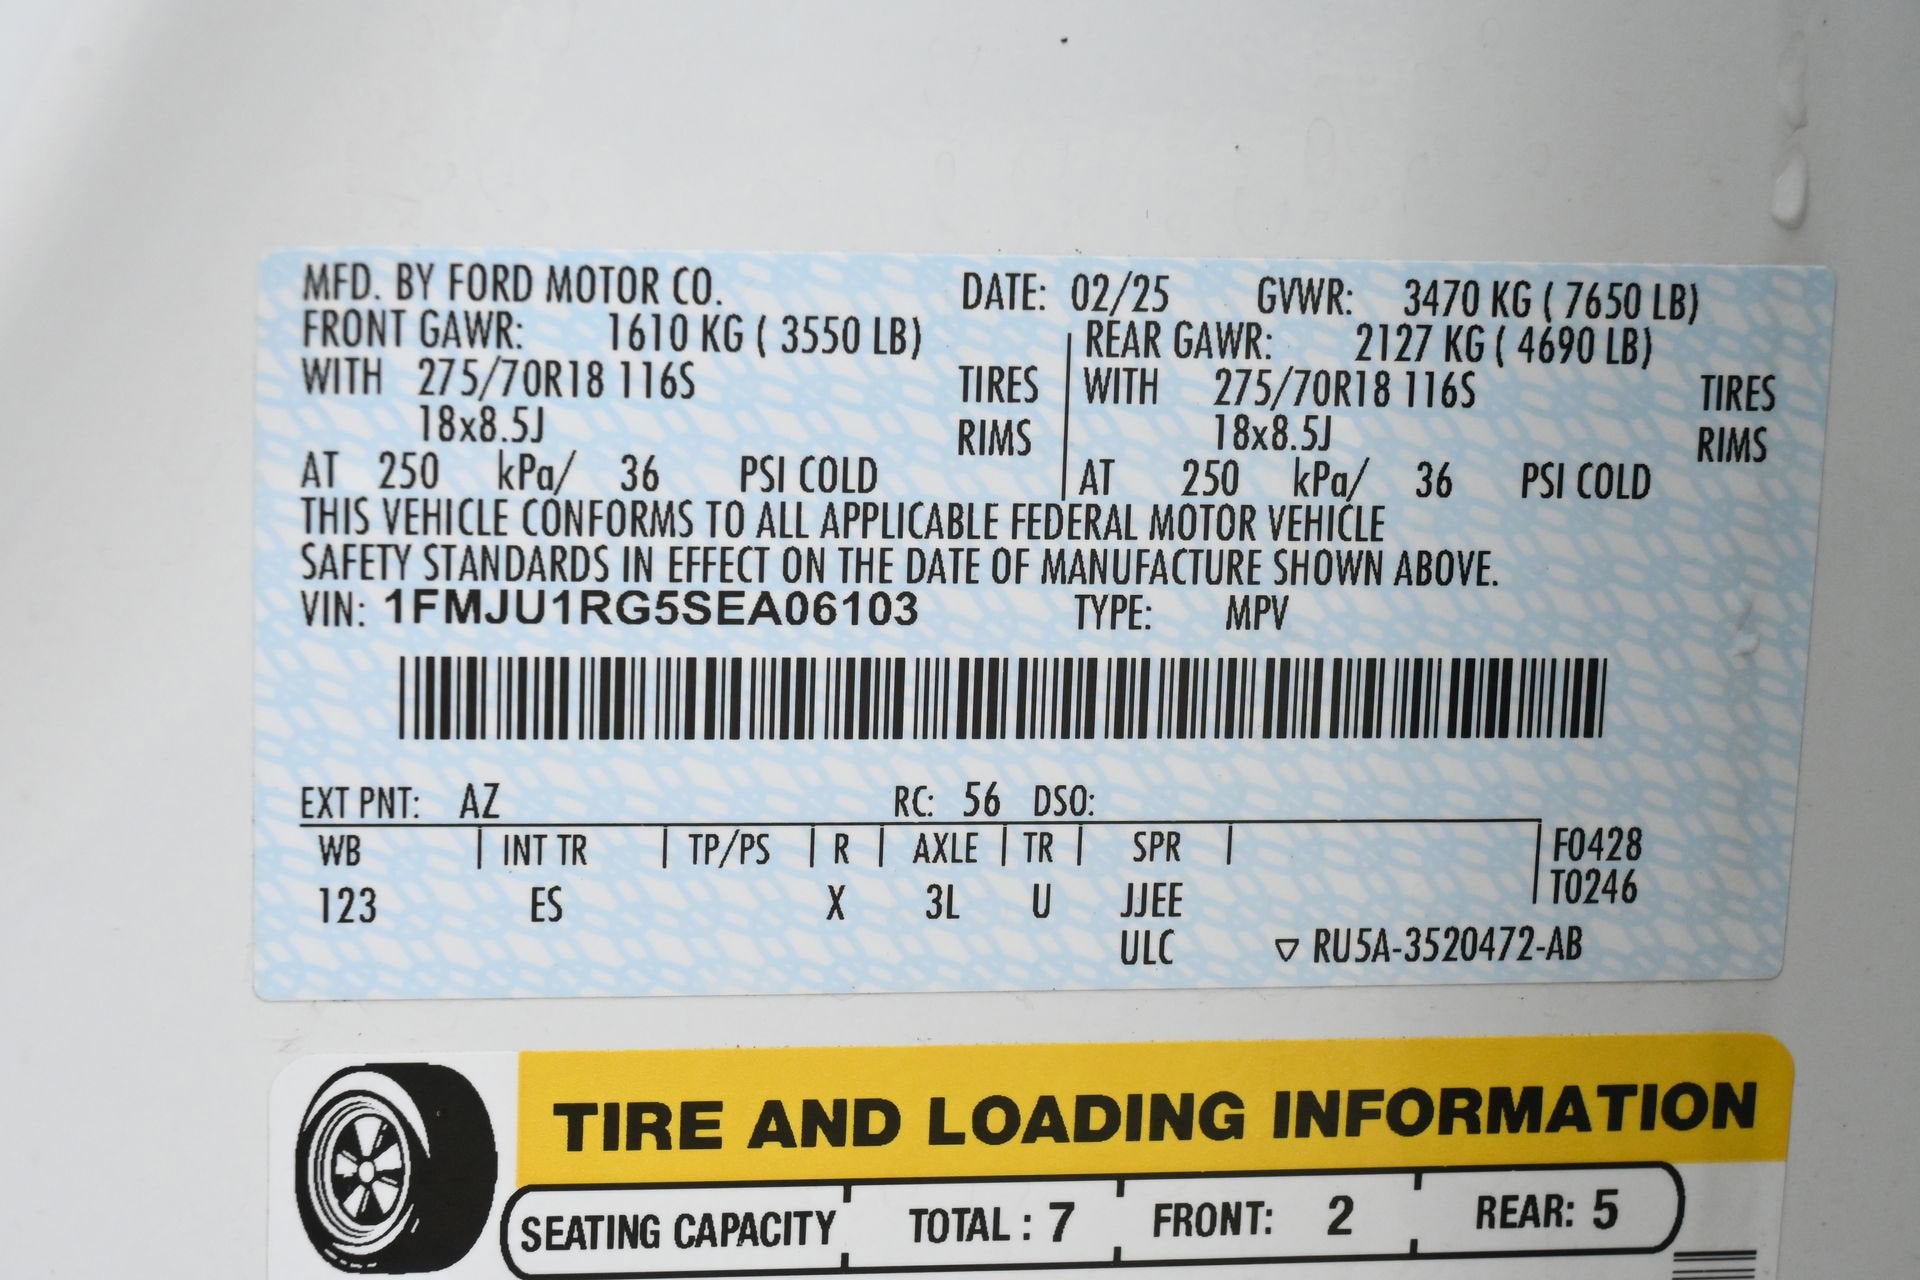 MFD. BY FORD MOTOR CO. DATE: 02/25 GVWR: 3470 KG ( 7650 LB)
FRONT GAWR: 1610 KG ( 3550 LB) REAR GAWR: 2127 KG ( 4690 LB)
WITH 275/70R18 116S TIRES WITH 275/70R18 116S TIRES
18x8.5J RIMS 18x8.5J RIMS
AT 250 kPa/ 36 PSI COLD AT 250 kPa/ 36 PSI COLD
THIS VEHICLE CONFORMS TO ALL APPLICABLE FEDERAL MOTOR VEHICLE
SAFETY STANDARDS IN EFFECT ON THE DATE OF MANUFACTURE SHOWN ABOVE.
VIN: 1FMJU1RG5SEA06103 TYPE: MPV
EXT PNT: AZ RC: 56 DSO:
WB INT TR TP/PS R AXLE TR SPR F0428
T0246
123 ES X 3L U JJEE
ULC ▽ RU5A-3520472-AB
TIRE AND LOADING INFORMATION
SEATING CAPACITY TOTAL : 7 FRONT: 2 REAR: 5